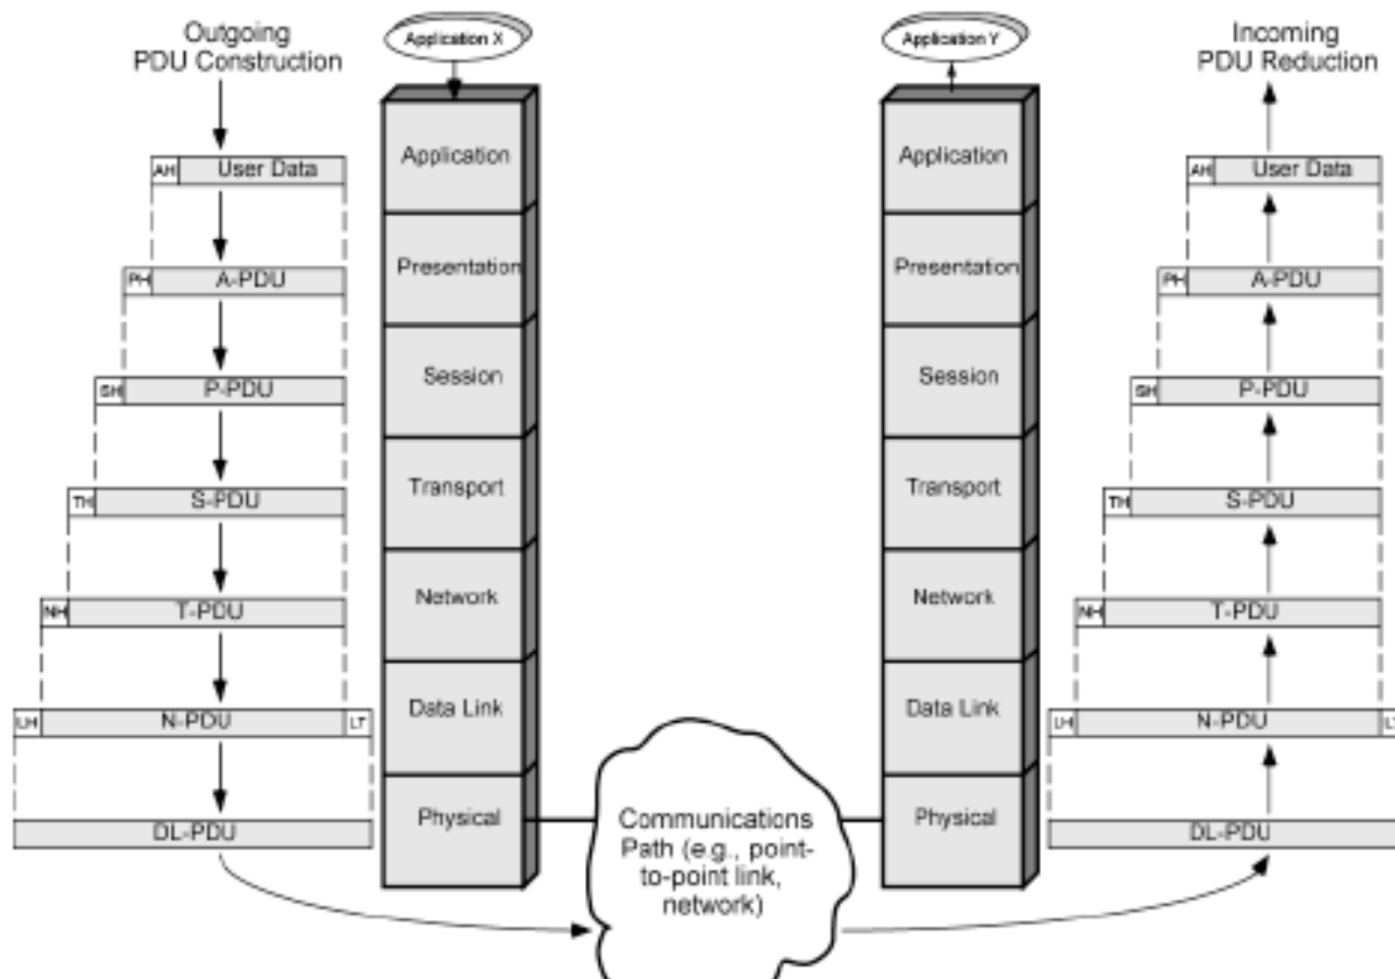 Outgoing
PDU Construction
Application X
Application Y
Incoming
PDU Reduction
AH User Data
Application
Application
AH User Data
PH A-PDU
Presentation
Presentation
PH A-PDU
SH P-PDU
Session
Session
SH P-PDU
TH S-PDU
Transport
Transport
TH S-PDU
NH T-PDU
Network
Network
NH T-PDU
LH N-PDU LT
Data Link
Data Link
LH N-PDU
DL-PDU
Physical
Physical
DL-PDU
Communications
Path (e.g., point-
to-point link,
network)